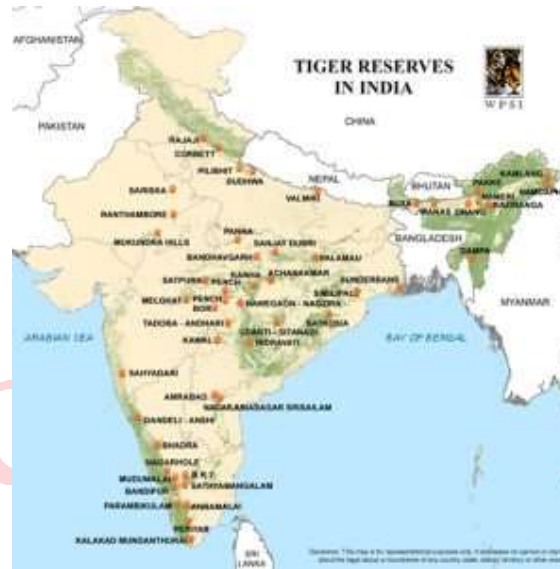 AFGHANISTAN
TIGER RESERVES
IN INDIA
WPSI
PAKISTAN
CHINA
RAJAJI
CORBETT
PILIBHIT
DUDHWA
NEPAL
VALMIKI
BHUTAN
KAMLANG
PAKKE
NAMERI
BUXA
MANAS
KAZIRANGA
SARISKA
RANTHAMBORE
MUKUNDRA HILLS
BANGLADESH
DAMPA
PANNA
SANJAY DUBRI
BANDHAVGARH
PALAMAU
KANHA
ACHANAKMAR
SUNDERBANS
SATPURA
PENCH
SIMILIPAL
MELGHAT
PENCH
BOR
NAWEGAON - NAGZIRA
MYANMAR
TADOBA - ANDHARI
SATKOSIA
UDANTI - SITANADI
ARABIAN SEA
KAWAL
INDRAVATI
BAY OF BENGAL
SAHYADRI
AMRABAD
NAGARJUNASAGAR SRISAILAM
DANDELI - ANSHI
BHADRA
NAGARHOLE
B.R.T.
MUDUMALAI
SATHYAMANGALAM
BANDIPUR
PARAMBIKULAM
ANNAMALAI
PERIYAR
KALAKAD MUNDANTHURAI
SRI
LANKA